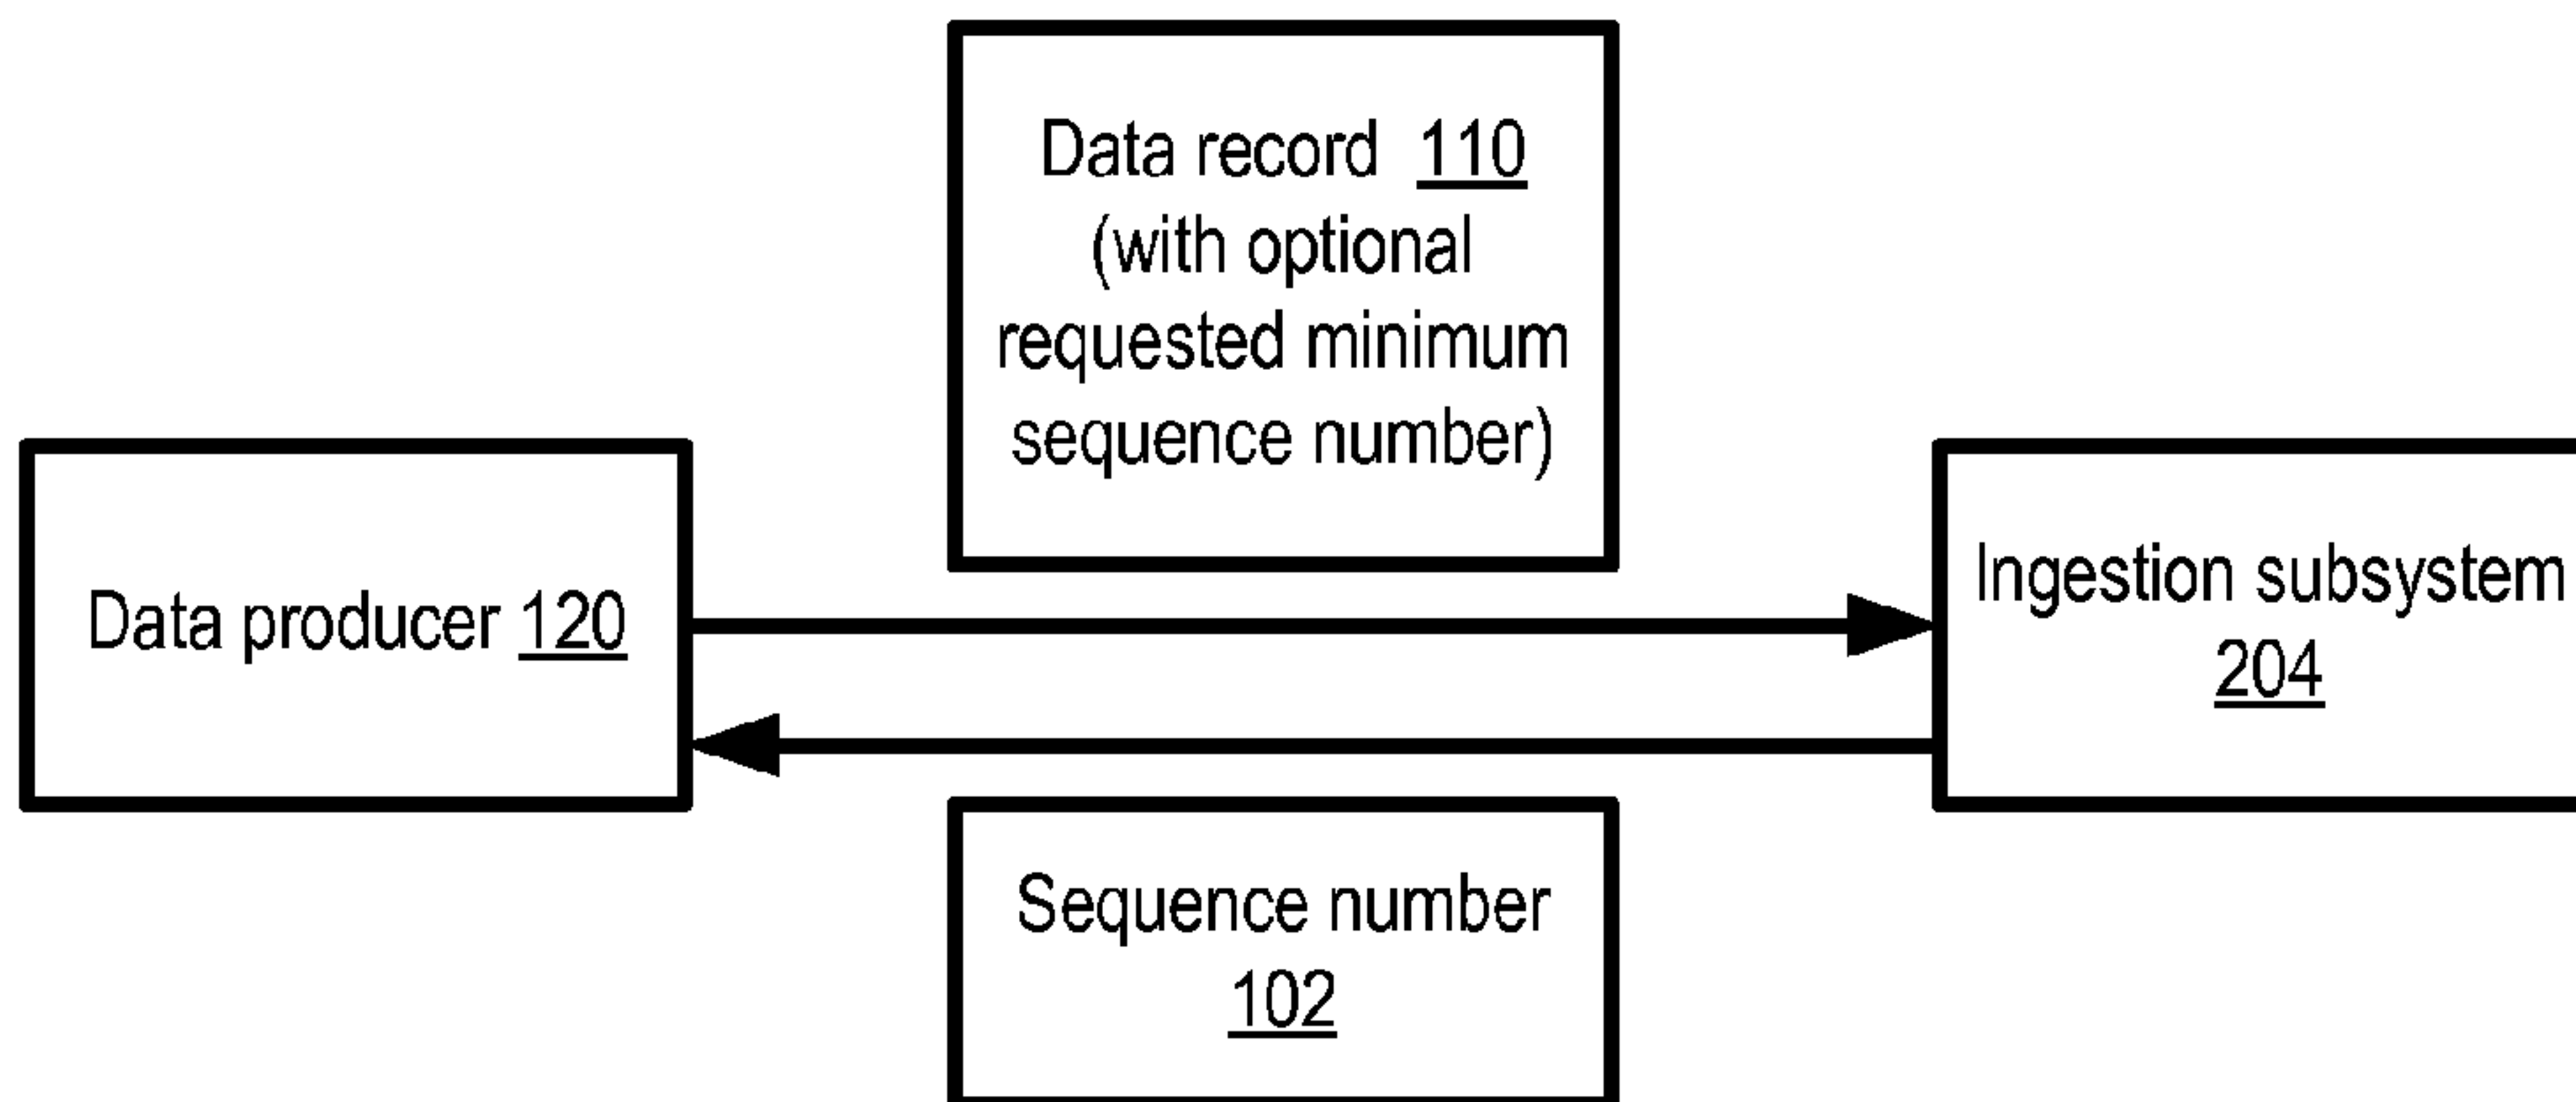 Data record 110
(with optional
requested minimum
sequence number)
Data producer 120
Ingestion subsystem
204
Sequence number
102